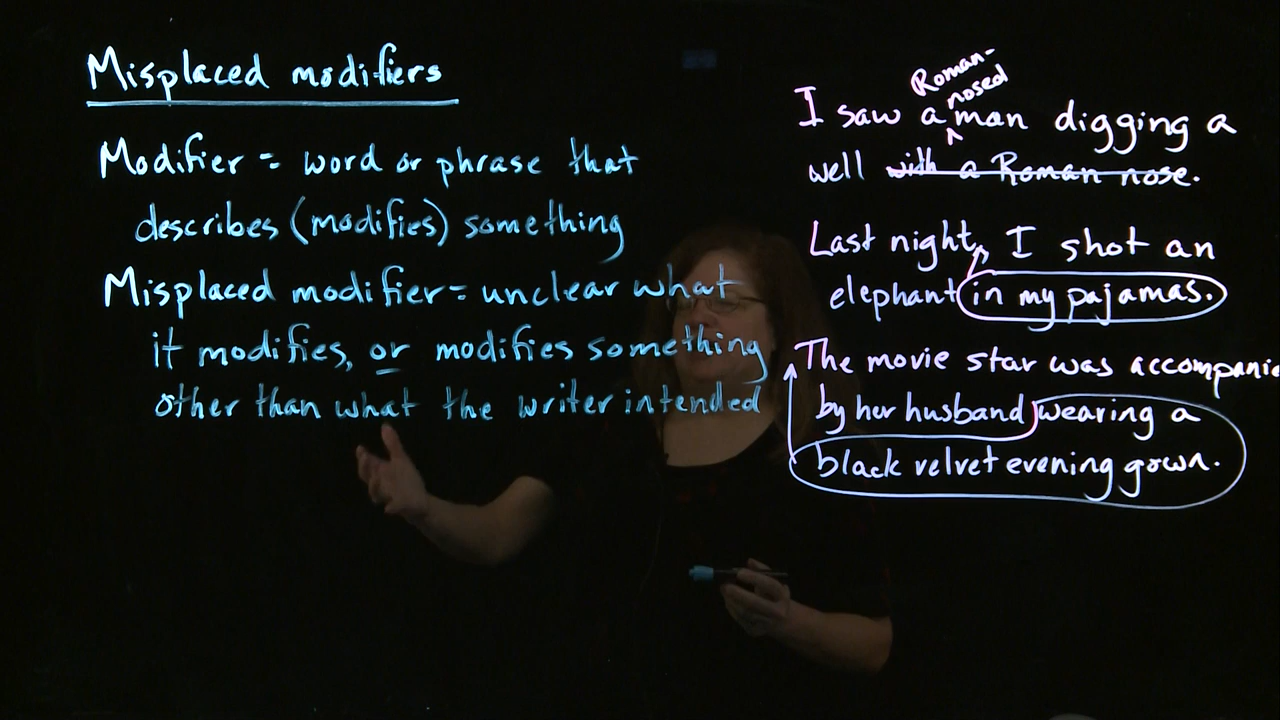 Misplaced modifiers
Modifier = word or phrase that
describes (modifies) something
Misplaced modifier = unclear what
it modifies, or modifies something
other than what the writer intended
Roman-
nosed
I saw a man digging a
well with a Roman nose.
Last night, I shot an
elephant in my pajamas.
The movie star was accompanie
by her husband wearing a
black velvet evening gown.